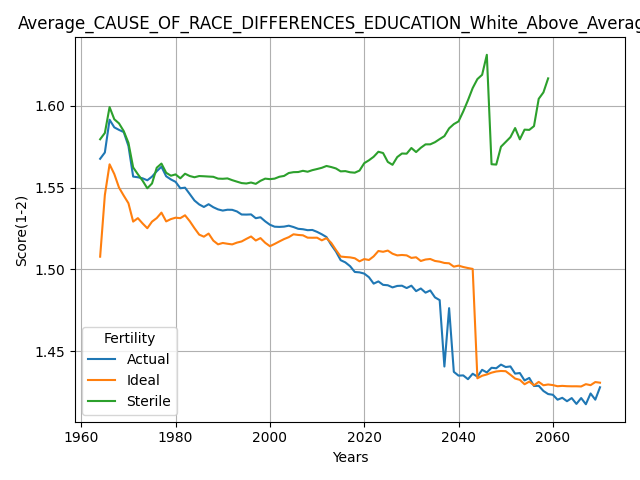 Average_CAUSE_OF_RACE_DIFFERENCES_EDUCATION_White_Above_Averag
Score(1-2)
1.60
1.55
1.50
1.45
Fertility
Actual
Ideal
Sterile
1960
1980
2000
2020
2040
2060
Years